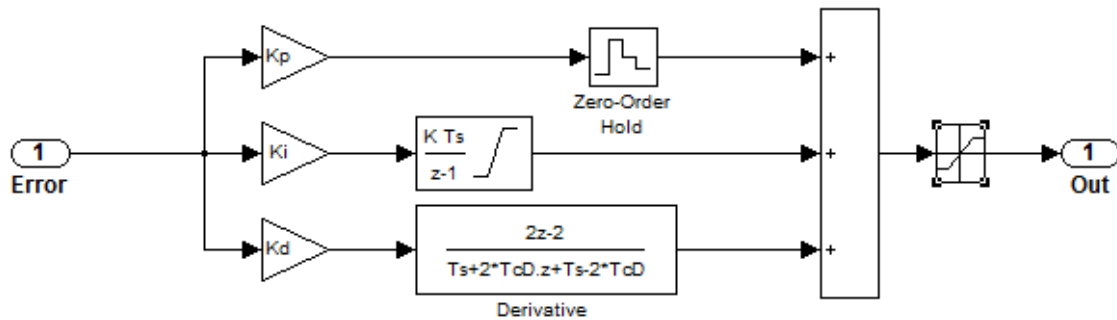 Kp
+
Zero-Order
Hold
1
Error
Ki
K Ts
z-1
+
1
Out
Kd
2z-2
Ts+2*TcD.z+Ts-2*TcD
+
Derivative